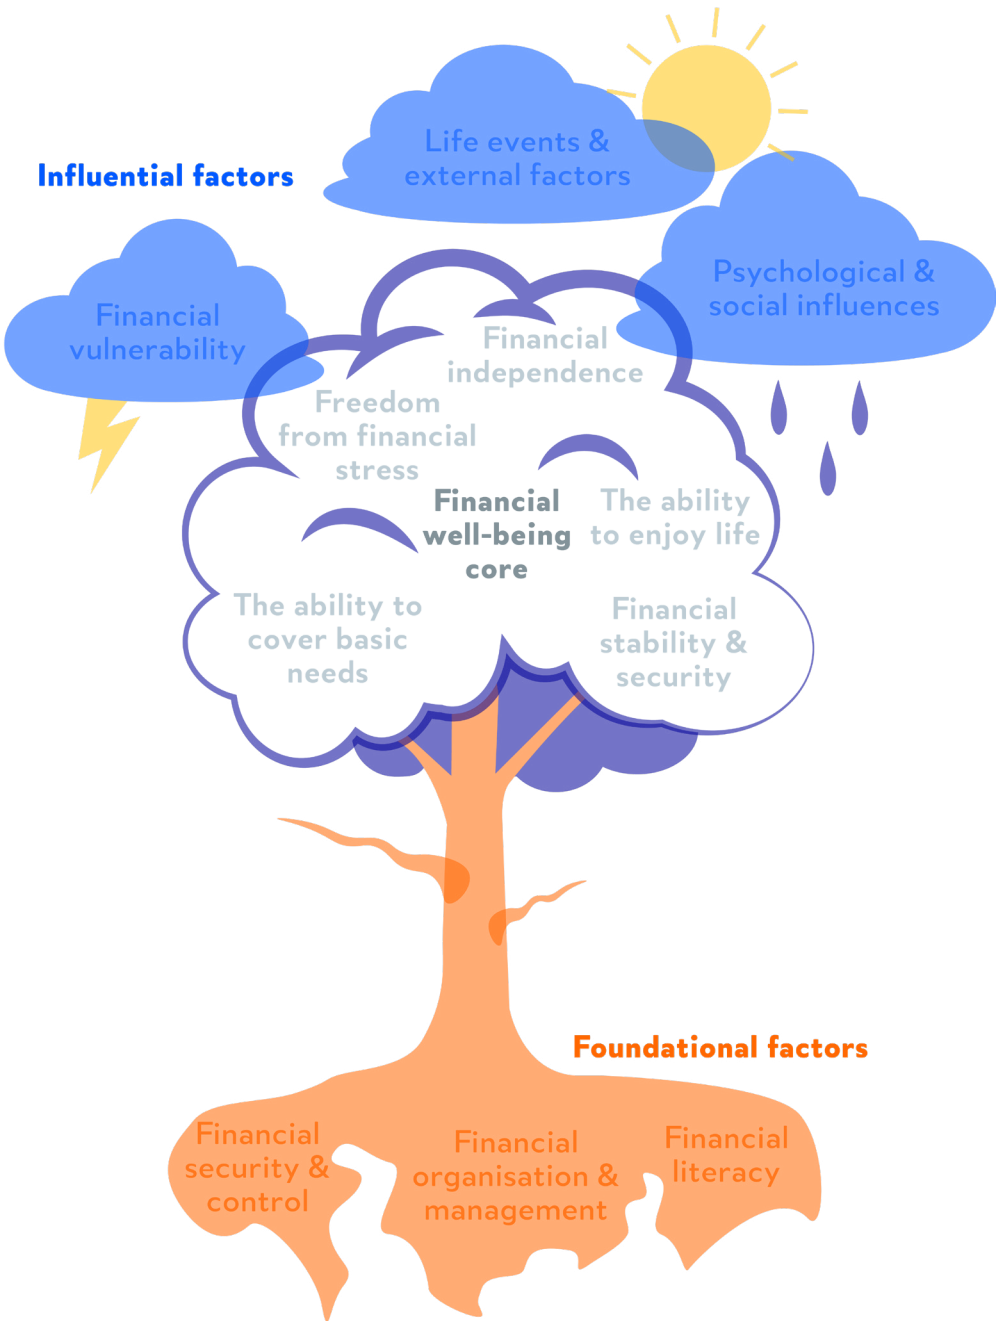 Life events &
external factors
Influential factors
Psychological &
social influences
Financial
vulnerability
Financial
independence
Freedom
from financial
stress
Financial
well-being
core
The ability
to enjoy life
The ability to
cover basic
needs
Financial
stability &
security
Foundational factors
Financial
security &
control
Financial
organisation &
management
Financial
literacy